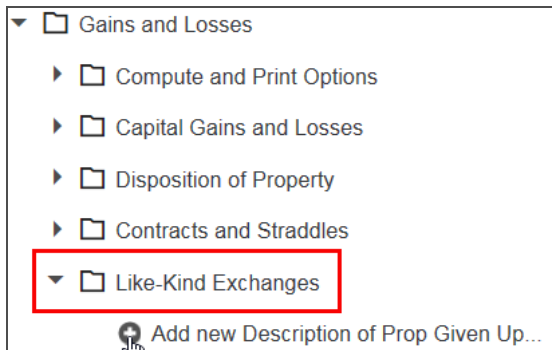 Gains and Losses
Compute and Print Options
Capital Gains and Losses
Disposition of Property
Contracts and Straddles
Like-Kind Exchanges
Add new Description of Prop Given Up...